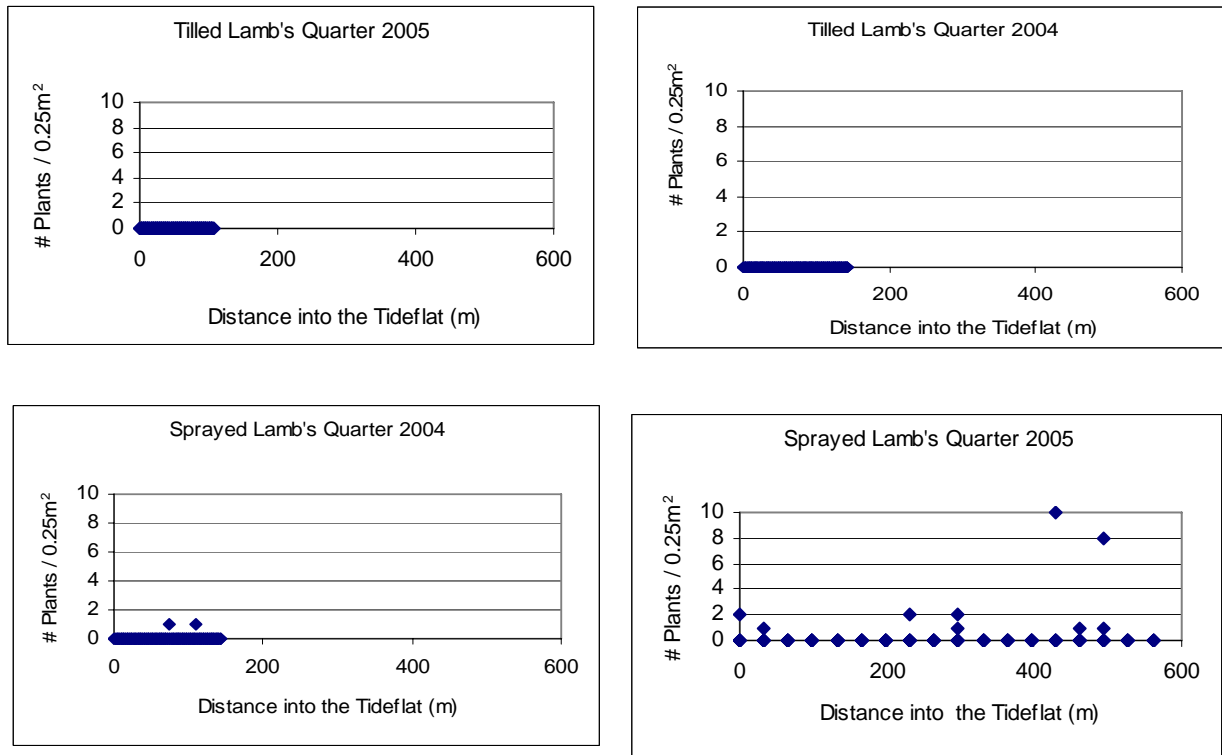 Tilled Lamb's Quarter 2005
# Plants / 0.25m²
10
8
6
4
2
0
0 200 400 600
Distance into the Tideflat (m)
Tilled Lamb's Quarter 2004
# Plants / 0.25m²
10
8
6
4
2
0
0 200 400 600
Distance into the Tideflat (m)
Sprayed Lamb's Quarter 2004
# Plants / 0.25m²
10
8
6
4
2
0
0 200 400 600
Distance into the Tideflat (m)
Sprayed Lamb's Quarter 2005
# Plants / 0.25m²
10
8
6
4
2
0
0 200 400 600
Distance into the Tideflat (m)